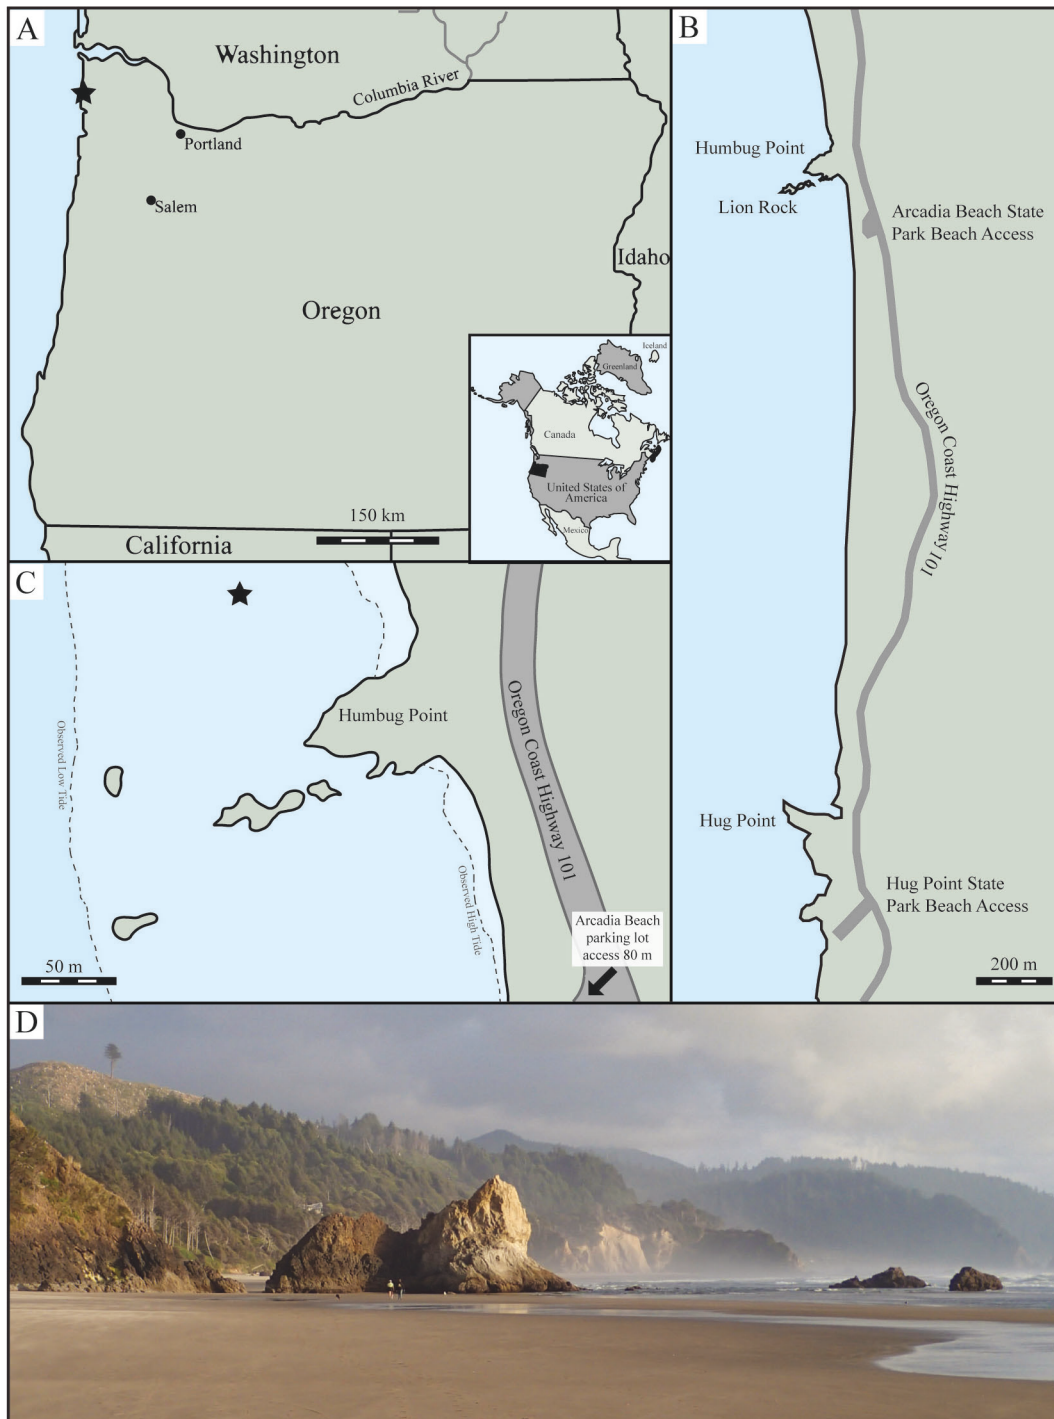 A
Washington
Columbia River
Portland
Salem
Oregon
Idaho
150 km
California
Iceland
Greenland
Canada
United States of
America
Mexico
B
Humbug Point
Lion Rock
Arcadia Beach State
Park Beach Access
Oregon Coast Highway 101
Hug Point
Hug Point State
Park Beach Access
200 m
C
Humbug Point
Observed Low Tide
Observed High Tide
Oregon Coast Highway 101
Arcadia Beach
parking lot
access 80 m
50 m
D